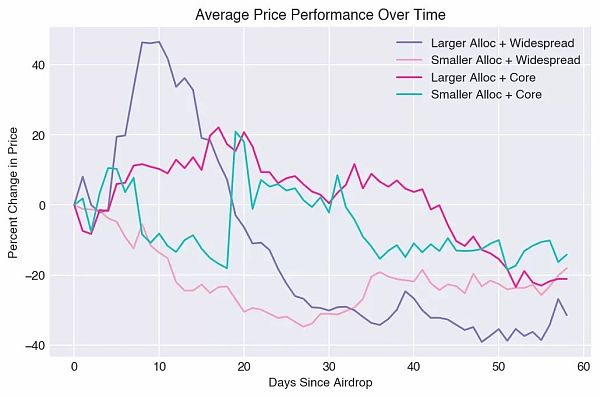 Average Price Performance Over Time
Larger Alloc + Widespread
Smaller Alloc + Widespread
Larger Alloc + Core
Smaller Alloc + Core
Percent Change in Price
40
20
0
−20
−40
0
10
20
30
40
50
60
Days Since Airdrop